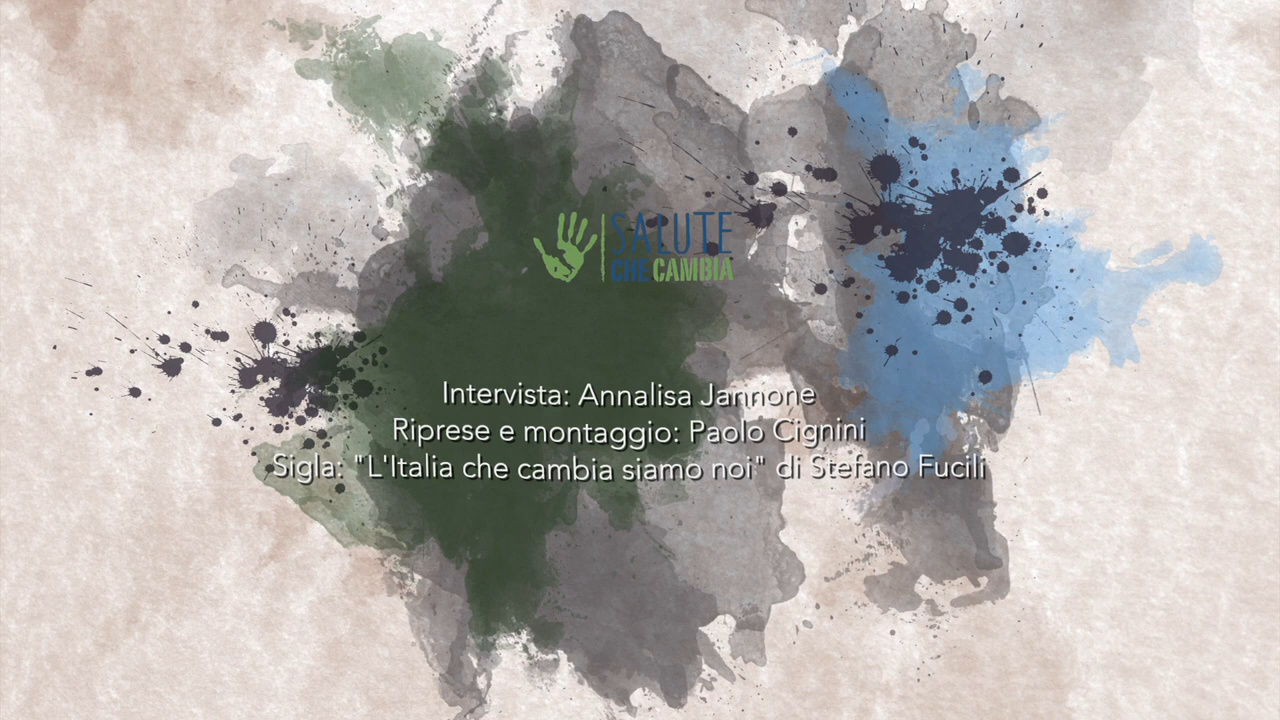 SALUTE
CHE CAMBIA
Intervista: Annalisa Jannone
Riprese e montaggio: Paolo Cignini
Sigla: "L'Italia che cambia siamo noi" di Stefano Fucili